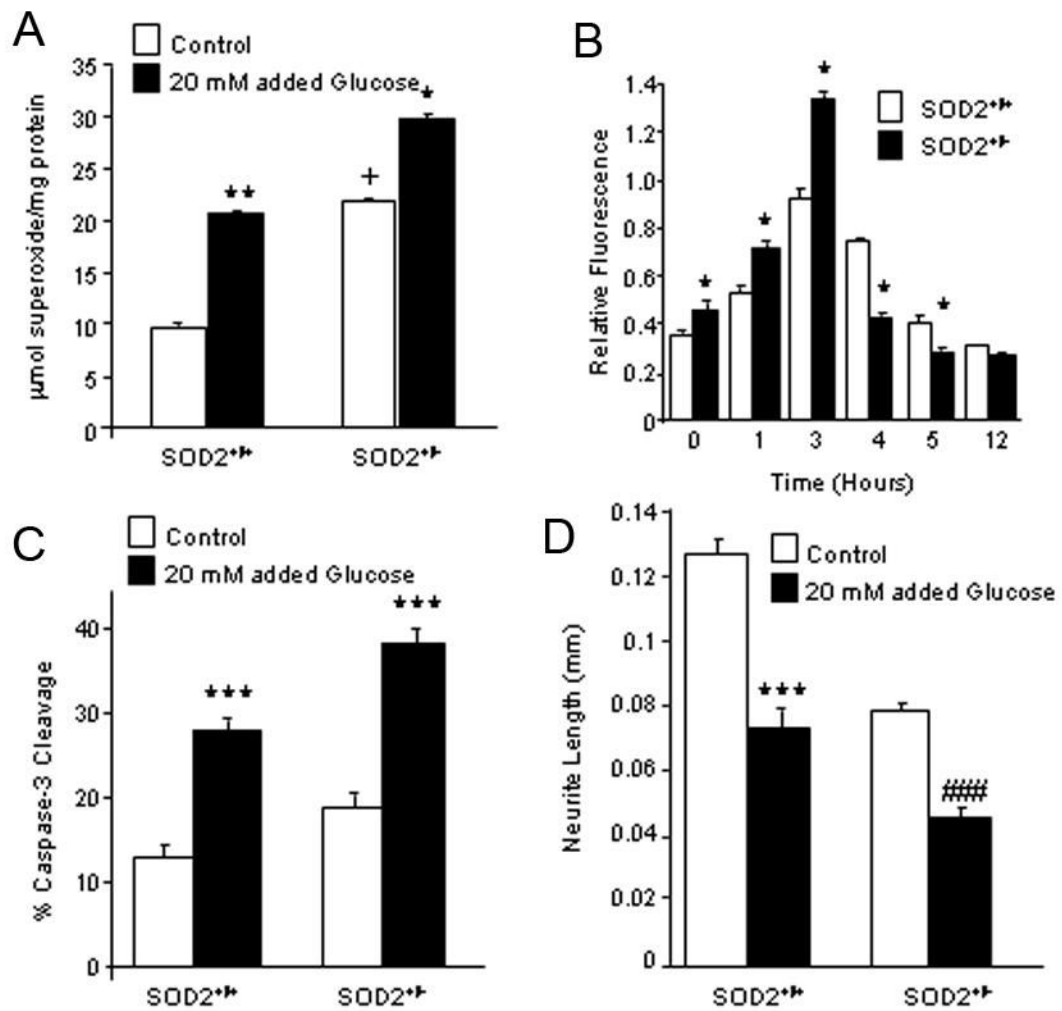 A
Control
20 mM added Glucose
*
35
30
25
20
15
10
5
0
μmol superoxide/mg protein
**
+
SOD2+/+
SOD2+/-
B
*
1.4
1.2
1.0
0.8
0.6
0.4
0.2
0
Relative Fluorescence
SOD2+/+
SOD2+/-
*
*
*
*
0 1 3 4 5 12
Time (Hours)
C
Control
20 mM added Glucose
40
30
20
10
0
% Caspase-3 Cleavage
***
***
SOD2+/+
SOD2+/-
D
0.14
0.12
0.1
0.08
0.06
0.04
0.02
0
Neurite Length (mm)
Control
20 mM added Glucose
***
###
SOD2+/+
SOD2+/-